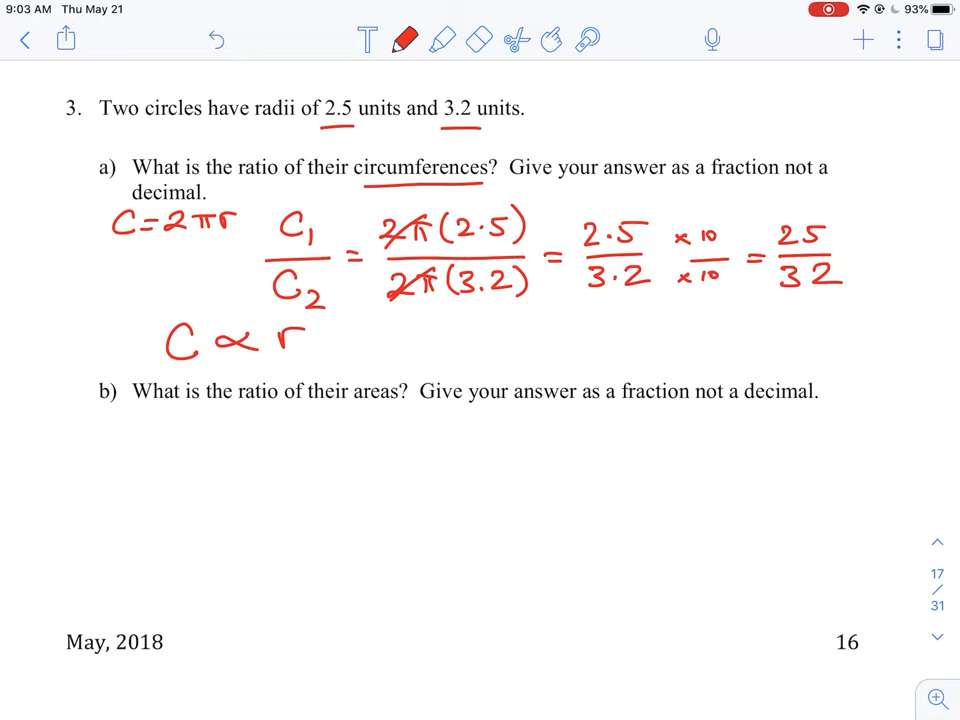 9:03 AM Thu May 21 93%
T
3. Two circles have radii of 2.5 units and 3.2 units.
a) What is the ratio of their circumferences? Give your answer as a fraction not a
decimal.
C = 2πr C₁/C₂ = 2π(2.5)/2π(3.2) = 2.5/3.2 ×10/×10 = 25/32
C ∝ r
b) What is the ratio of their areas? Give your answer as a fraction not a decimal.
17
/
31
May, 2018 16